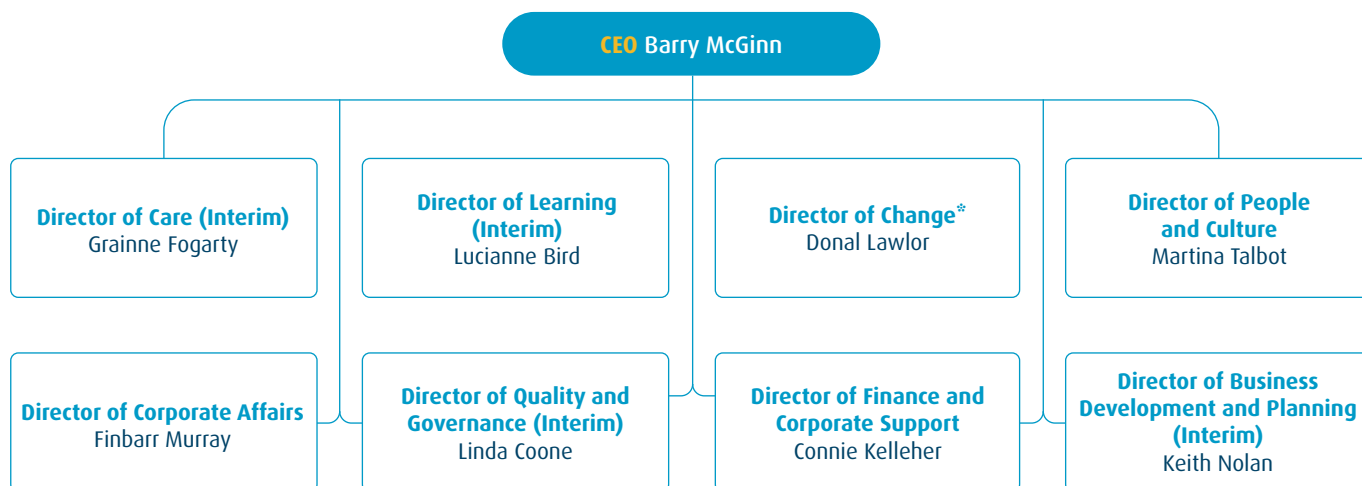 CEO Barry McGinn
Director of Care (Interim)
Grainne Fogarty
Director of Learning
(Interim)
Lucianne Bird
Director of Change*
Donal Lawlor
Director of People
and Culture
Martina Talbot
Director of Corporate Affairs
Finbarr Murray
Director of Quality and
Governance (Interim)
Linda Coone
Director of Finance and
Corporate Support
Connie Kelleher
Director of Business
Development and Planning
(Interim)
Keith Nolan